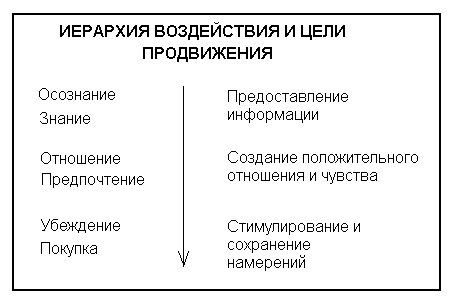 ИЕРАРХИЯ ВОЗДЕЙСТВИЯ И ЦЕЛИ
ПРОДВИЖЕНИЯ
Осознание
Знание
Предоставление
информации
Отношение
Предпочтение
Создание положительного
отношения и чувства
Убеждение
Покупка
Стимулирование и
сохранение
намерений